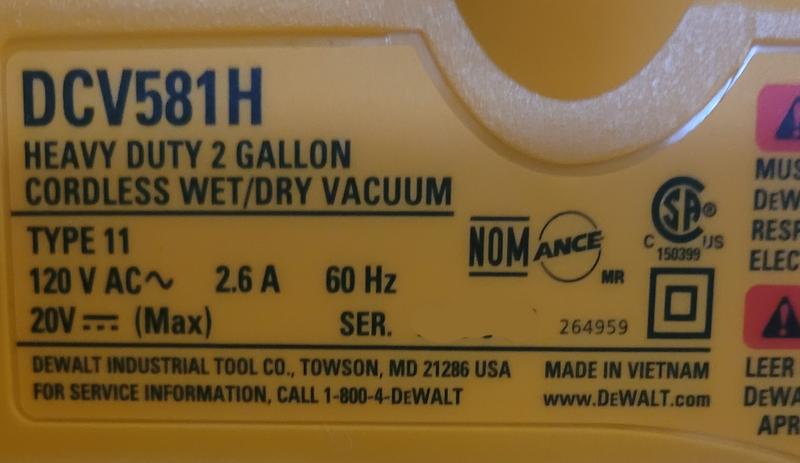 DCV581H
HEAVY DUTY 2 GALLON
CORDLESS WET/DRY VACUUM
TYPE 11
120 V AC~ 2.6 A 60 Hz
20V ⎓ (Max) SER.
264959
NOM ANCE MR
CSA®
C US
150399
DEWALT INDUSTRIAL TOOL CO., TOWSON, MD 21286 USA
FOR SERVICE INFORMATION, CALL 1-800-4-DEWALT
MADE IN VIETNAM
www.DEWALT.com
MUS
DEW
RESP
ELEC
LEER
DEWA
APR